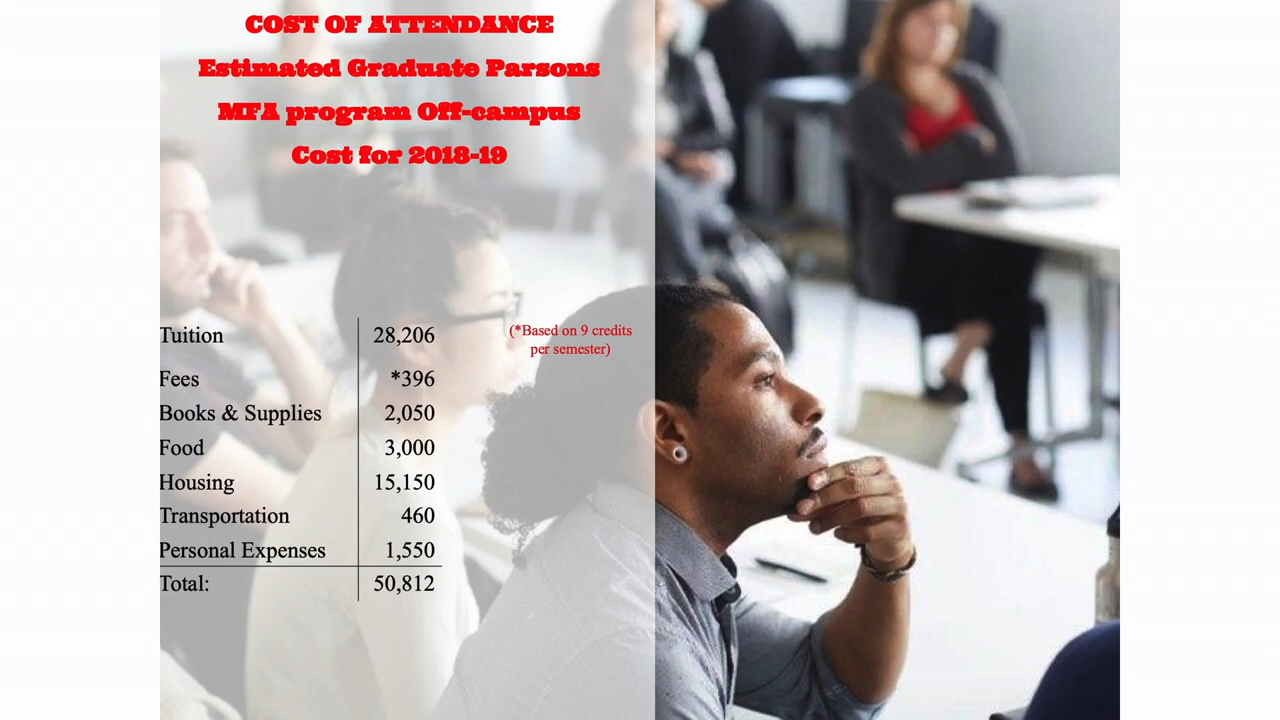 COST OF ATTENDANCE
Estimated Graduate Parsons
MFA program Off-campus
Cost for 2018-19
Tuition 28,206 (*Based on 9 credits
per semester)
Fees *396
Books & Supplies 2,050
Food 3,000
Housing 15,150
Transportation 460
Personal Expenses 1,550
Total: 50,812